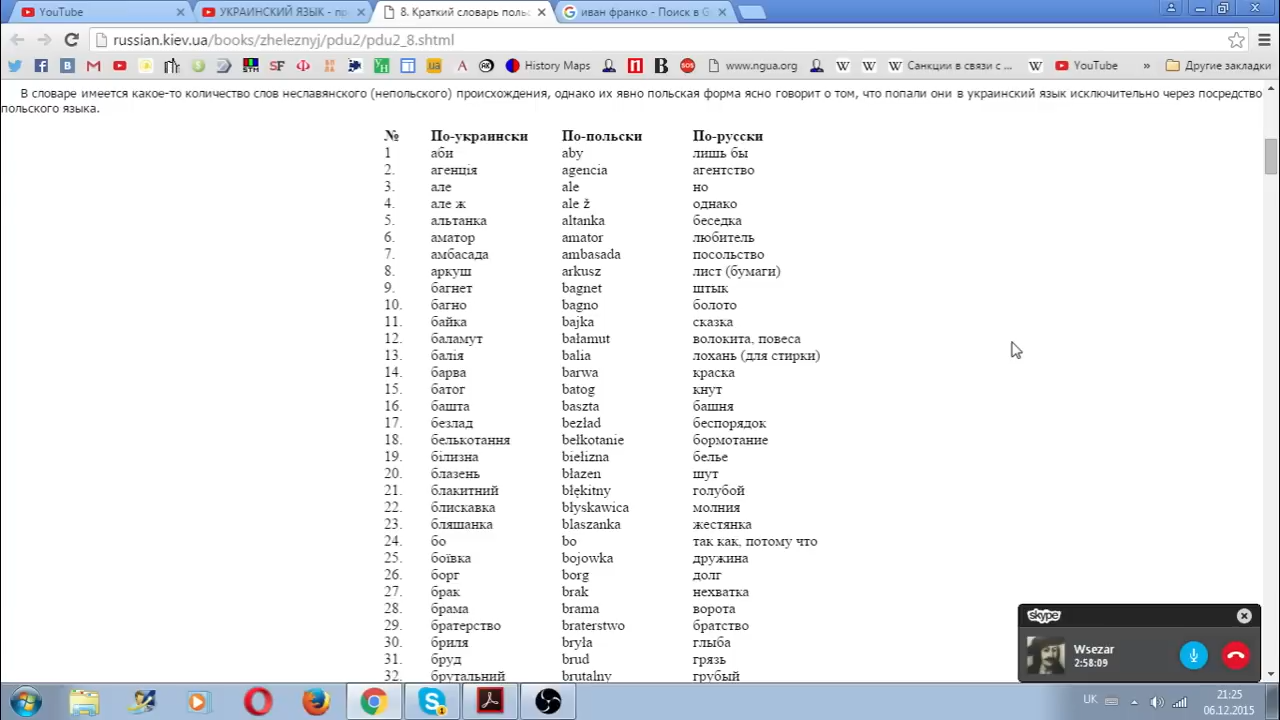 YouTube
УКРАИНСКИЙ ЯЗЫК - пр
8. Краткий словарь поль
иван франко - Поиск в G
russian.kiev.ua/books/zheleznyj/pdu2/pdu2_8.shtml
History Maps
www.ngua.org
Санкции в связи с ...
YouTube
Другие закладки
В словаре имеется какое-то количество слов неславянского (непольского) происхождения, однако их явно польская форма ясно говорит о том, что попали они в украинский язык исключительно через посредство
польского языка.
№ По-украински По-польски По-русски
1 аби aby лишь бы
2. агенція agencia агентство
3. але ale но
4. але ж ale ž однако
5. альтанка altanka беседка
6. аматор amator любитель
7. амбасада ambasada посольство
8. аркуш arkusz лист (бумаги)
9. багнет bagnet штык
10. багно bagno болото
11. байка bajka сказка
12. баламут bałamut волокита, повеса
13. балія balia лохань (для стирки)
14. барва barwa краска
15. батог batog кнут
16. башта baszta башня
17. безлад bezład беспорядок
18. белькотання bełkotanie бормотание
19. білизна bielizna белье
20. блазень błazen шут
21. блакитний błękitny голубой
22. блискавка błyskawica молния
23. бляшанка blaszanka жестянка
24. бо bo так как, потому что
25. боївка bojowka дружина
26. борг borg долг
27. брак brak нехватка
28. брама brama ворота
29. братерство braterstwo братство
30. бриля bryła глыба
31. бруд brud грязь
32. брутальний brutalny грубый
skype
Wsezar
2:58:09
UK
21:25
06.12.2015